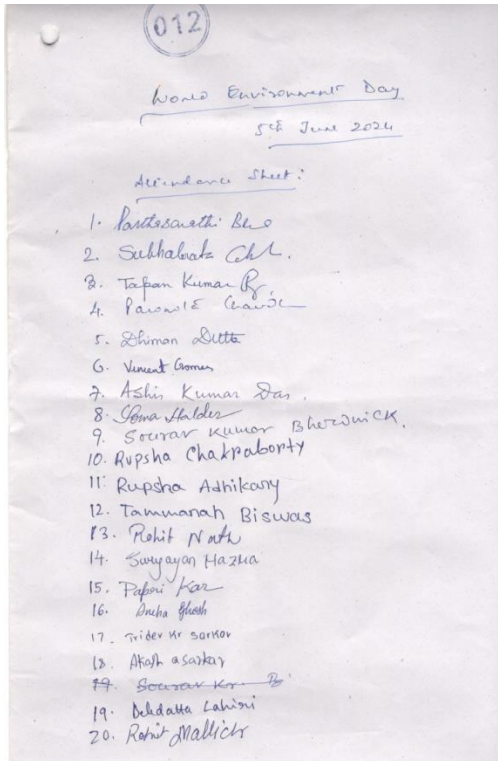 012
World Environment Day
5th June 2024
Attendance Sheet:
1. Parthasarathi
2. Subhabrata
3. Tapan Kumar
4.
5. Dhiman Dutta
6. Vincent Gomes
7. Ashis Kumar Das.
8. Soma Halder
9. Sourav Kumar Bhowmick.
10. Rupsha Chakraborty
11. Rupsha Adhikary
12. Tammanah Biswas
13. Rohit Nath
14. Suryayan Hazra
15. Papri Kar
16. Ghosh
17. Tridev Kr Sarkar
18. Akash asarkar
19. Sourav Kr.
19. Debdatta Lahiri
20. Rohit Mallick